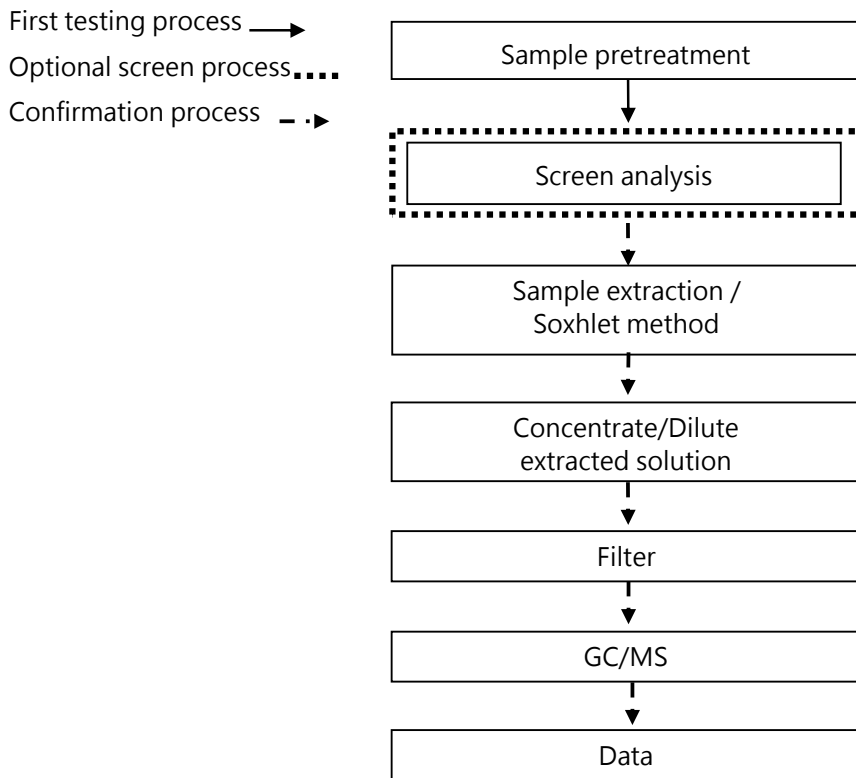 First testing process
Optional screen process
Confirmation process
Sample pretreatment
Screen analysis
Sample extraction /
Soxhlet method
Concentrate/Dilute
extracted solution
Filter
GC/MS
Data